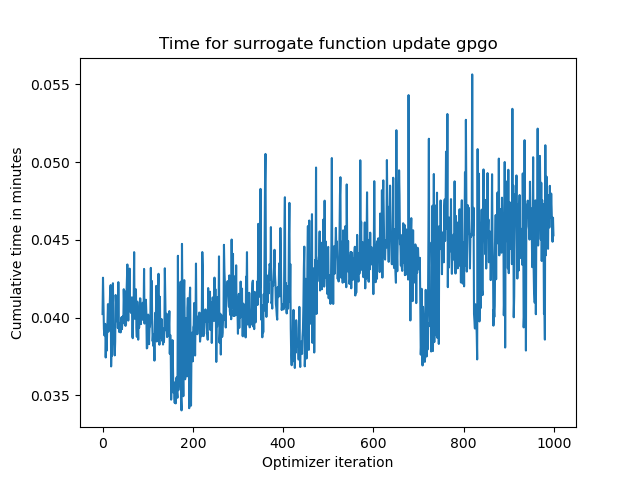 Time for surrogate function update gpgo
Cumulative time in minutes
0.055
0.050
0.045
0.040
0.035
0 200 400 600 800 1000
Optimizer iteration